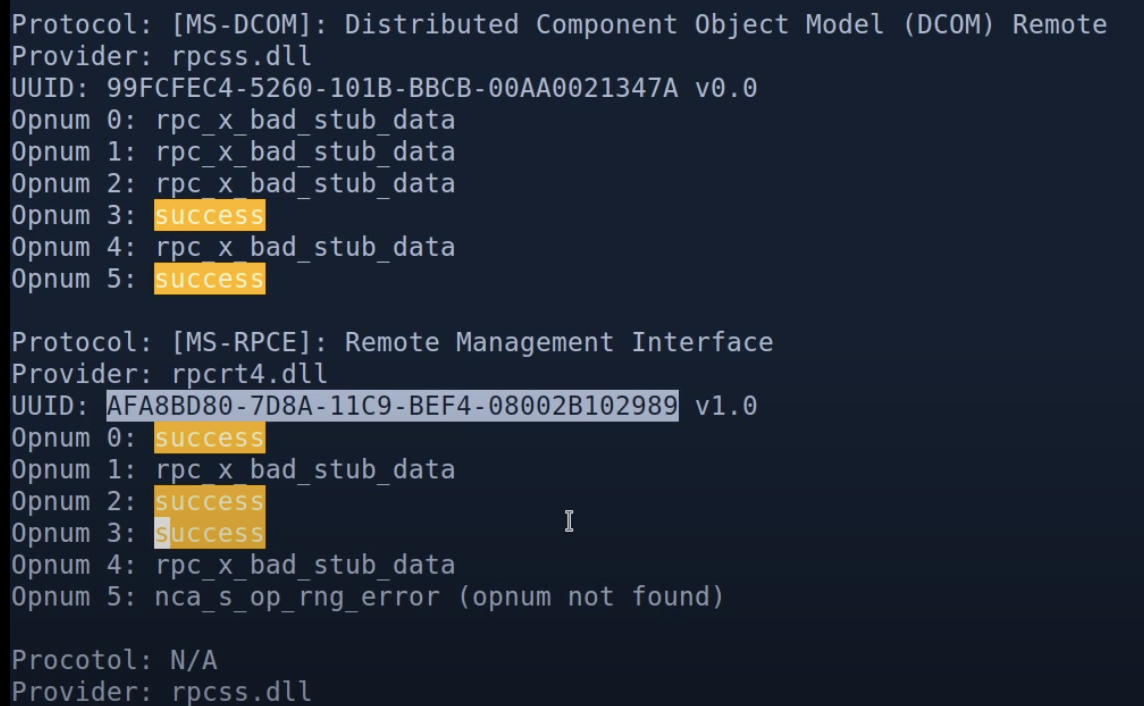 Protocol: [MS-DCOM]: Distributed Component Object Model (DCOM) Remote
Provider: rpcss.dll
UUID: 99FCFEC4-5260-101B-BBCB-00AA0021347A v0.0
Opnum 0: rpc_x_bad_stub_data
Opnum 1: rpc_x_bad_stub_data
Opnum 2: rpc_x_bad_stub_data
Opnum 3: success
Opnum 4: rpc_x_bad_stub_data
Opnum 5: success
Protocol: [MS-RPCE]: Remote Management Interface
Provider: rpcrt4.dll
UUID: AFA8BD80-7D8A-11C9-BEF4-08002B102989 v1.0
Opnum 0: success
Opnum 1: rpc_x_bad_stub_data
Opnum 2: success
Opnum 3: success
Opnum 4: rpc_x_bad_stub_data
Opnum 5: nca_s_op_rng_error (opnum not found)
Procotol: N/A
Provider: rpcss.dll